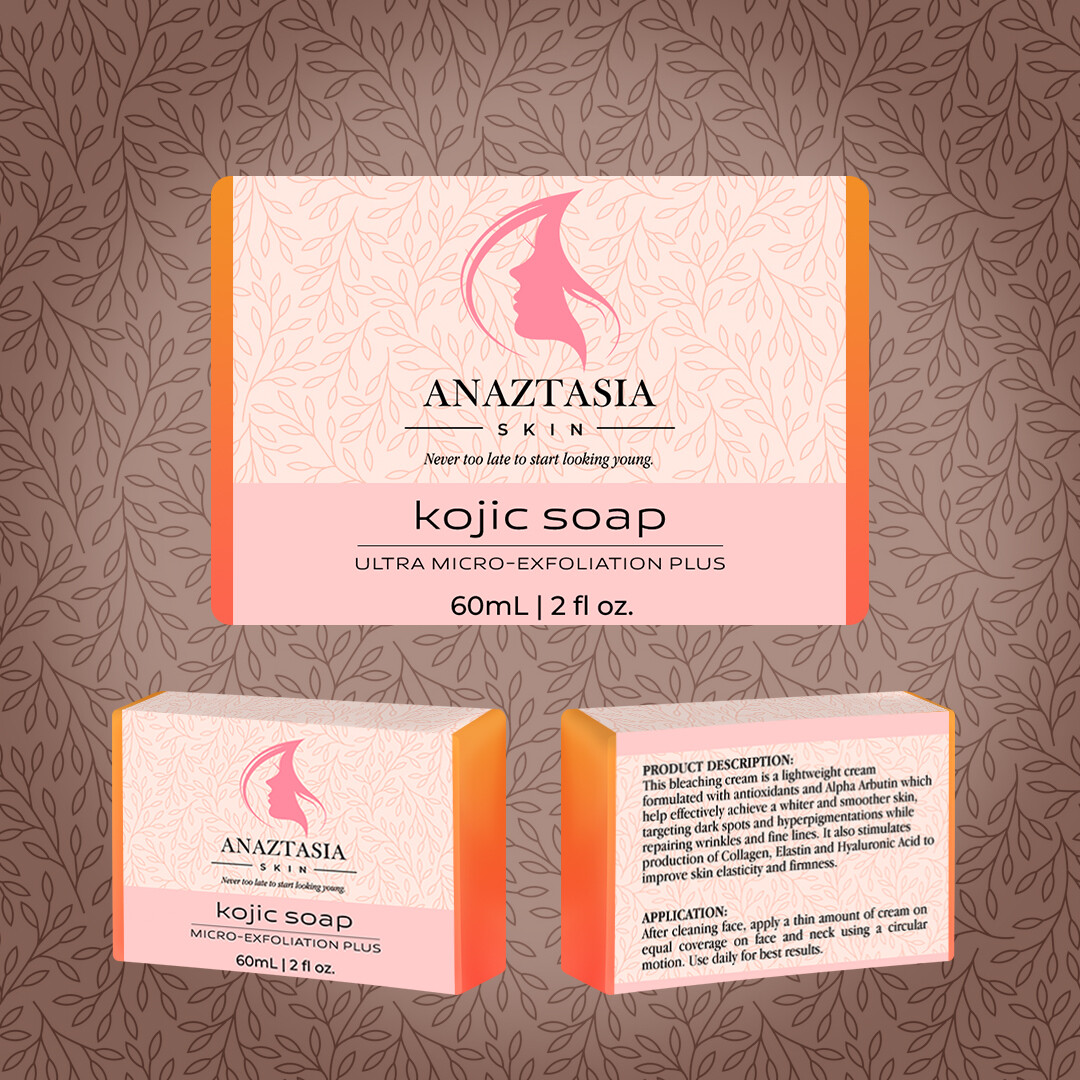 ANAZTASIA
SKIN
Never too late to start looking young.
kojic soap
ULTRA MICRO-EXFOLIATION PLUS
60mL | 2 fl oz.
ANAZTASIA
SKIN
Never too late to start looking young.
kojic soap
MICRO-EXFOLIATION PLUS
60mL | 2 fl oz.
PRODUCT DESCRIPTION:
This bleaching cream is a lightweight cream
formulated with antioxidants and Alpha Arbutin which
help effectively achieve a whiter and smoother skin,
targeting dark spots and hyperpigmentations while
repairing wrinkles and fine lines. It also stimulates
production of Collagen, Elastin and Hyaluronic Acid to
improve skin elasticity and firmness.
APPLICATION:
After cleaning face, apply a thin amount of cream on
equal coverage on face and neck using a circular
motion. Use daily for best results.